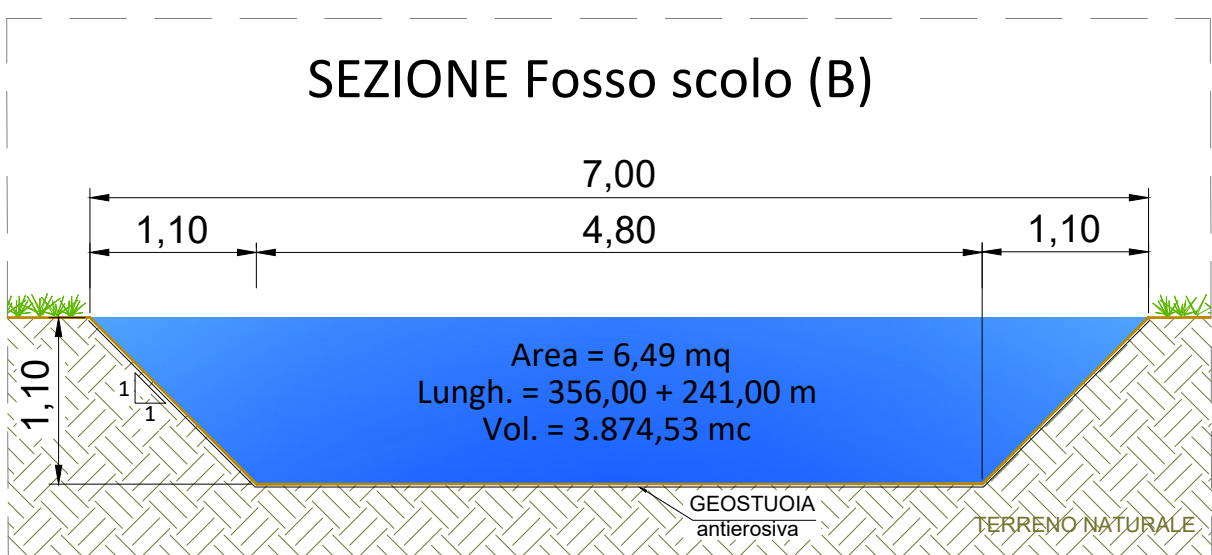 SEZIONE Fosso scolo (B)
7,00
1,10
4,80
1,10
1,10
1
1
Area = 6,49 mq
Lungh. = 356,00 + 241,00 m
Vol. = 3.874,53 mc
GEOSTUOIA
antierosiva
TERRENO NATURALE